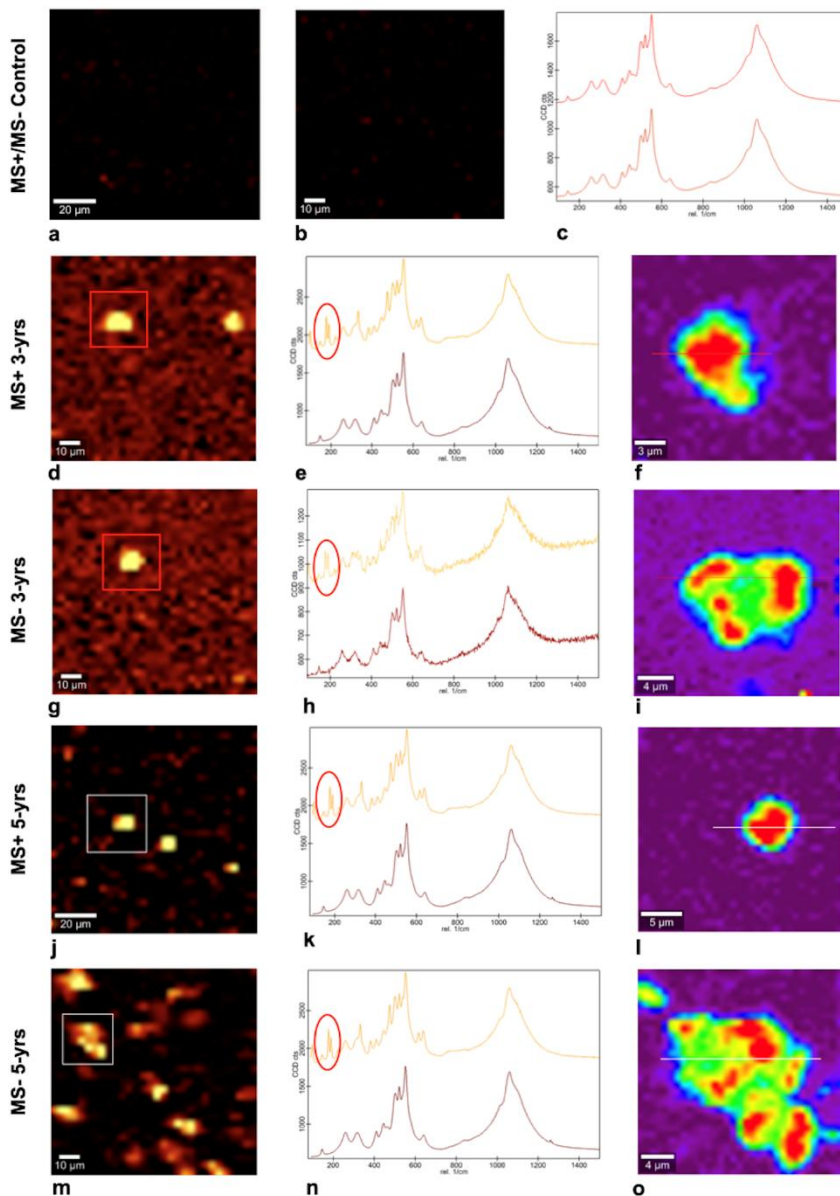 MS+/MS- Control
20 µm
a
10 µm
b
CCD cts
1600
1400
1200
1000
800
600
200 400 600 800 1000 1200 1400
rel. 1/cm
c
MS+ 3-yrs
10 µm
d
CCD cts
2500
2000
1500
1000
200 400 600 800 1000 1200 1400
rel. 1/cm
e
3 µm
f
MS- 3-yrs
10 µm
g
CCD cts
1200
1100
1000
900
800
700
600
200 400 600 800 1000 1200 1400
rel. 1/cm
h
4 µm
i
MS+ 5-yrs
20 µm
j
CCD cts
2500
2000
1500
1000
200 400 600 800 1000 1200 1400
rel. 1/cm
k
5 µm
l
MS- 5-yrs
10 µm
m
CCD cts
2500
2000
1500
1000
200 400 600 800 1000 1200 1400
rel. 1/cm
n
4 µm
o